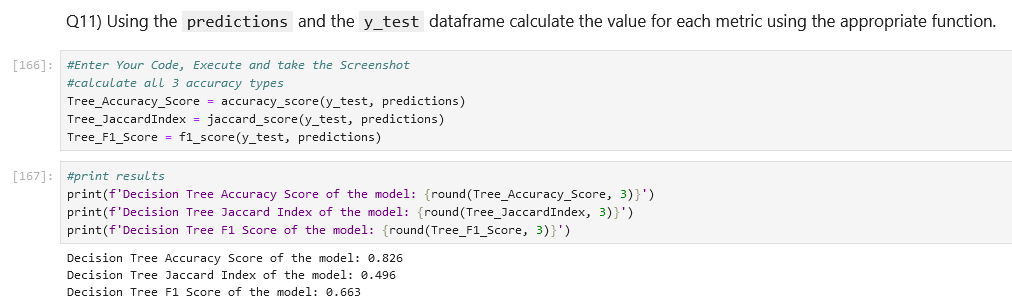 Q11) Using the predictions and the y_test dataframe calculate the value for each metric using the appropriate function.
[166]: #Enter Your Code, Execute and take the Screenshot
#calculate all 3 accuracy types
Tree_Accuracy_Score = accuracy_score(y_test, predictions)
Tree_JaccardIndex = jaccard_score(y_test, predictions)
Tree_F1_Score = f1_score(y_test, predictions)
[167]: #print results
print(f'Decision Tree Accuracy Score of the model: {round(Tree_Accuracy_Score, 3)}')
print(f'Decision Tree Jaccard Index of the model: {round(Tree_JaccardIndex, 3)}')
print(f'Decision Tree F1 Score of the model: {round(Tree_F1_Score, 3)}')
Decision Tree Accuracy Score of the model: 0.826
Decision Tree Jaccard Index of the model: 0.496
Decision Tree F1 Score of the model: 0.663